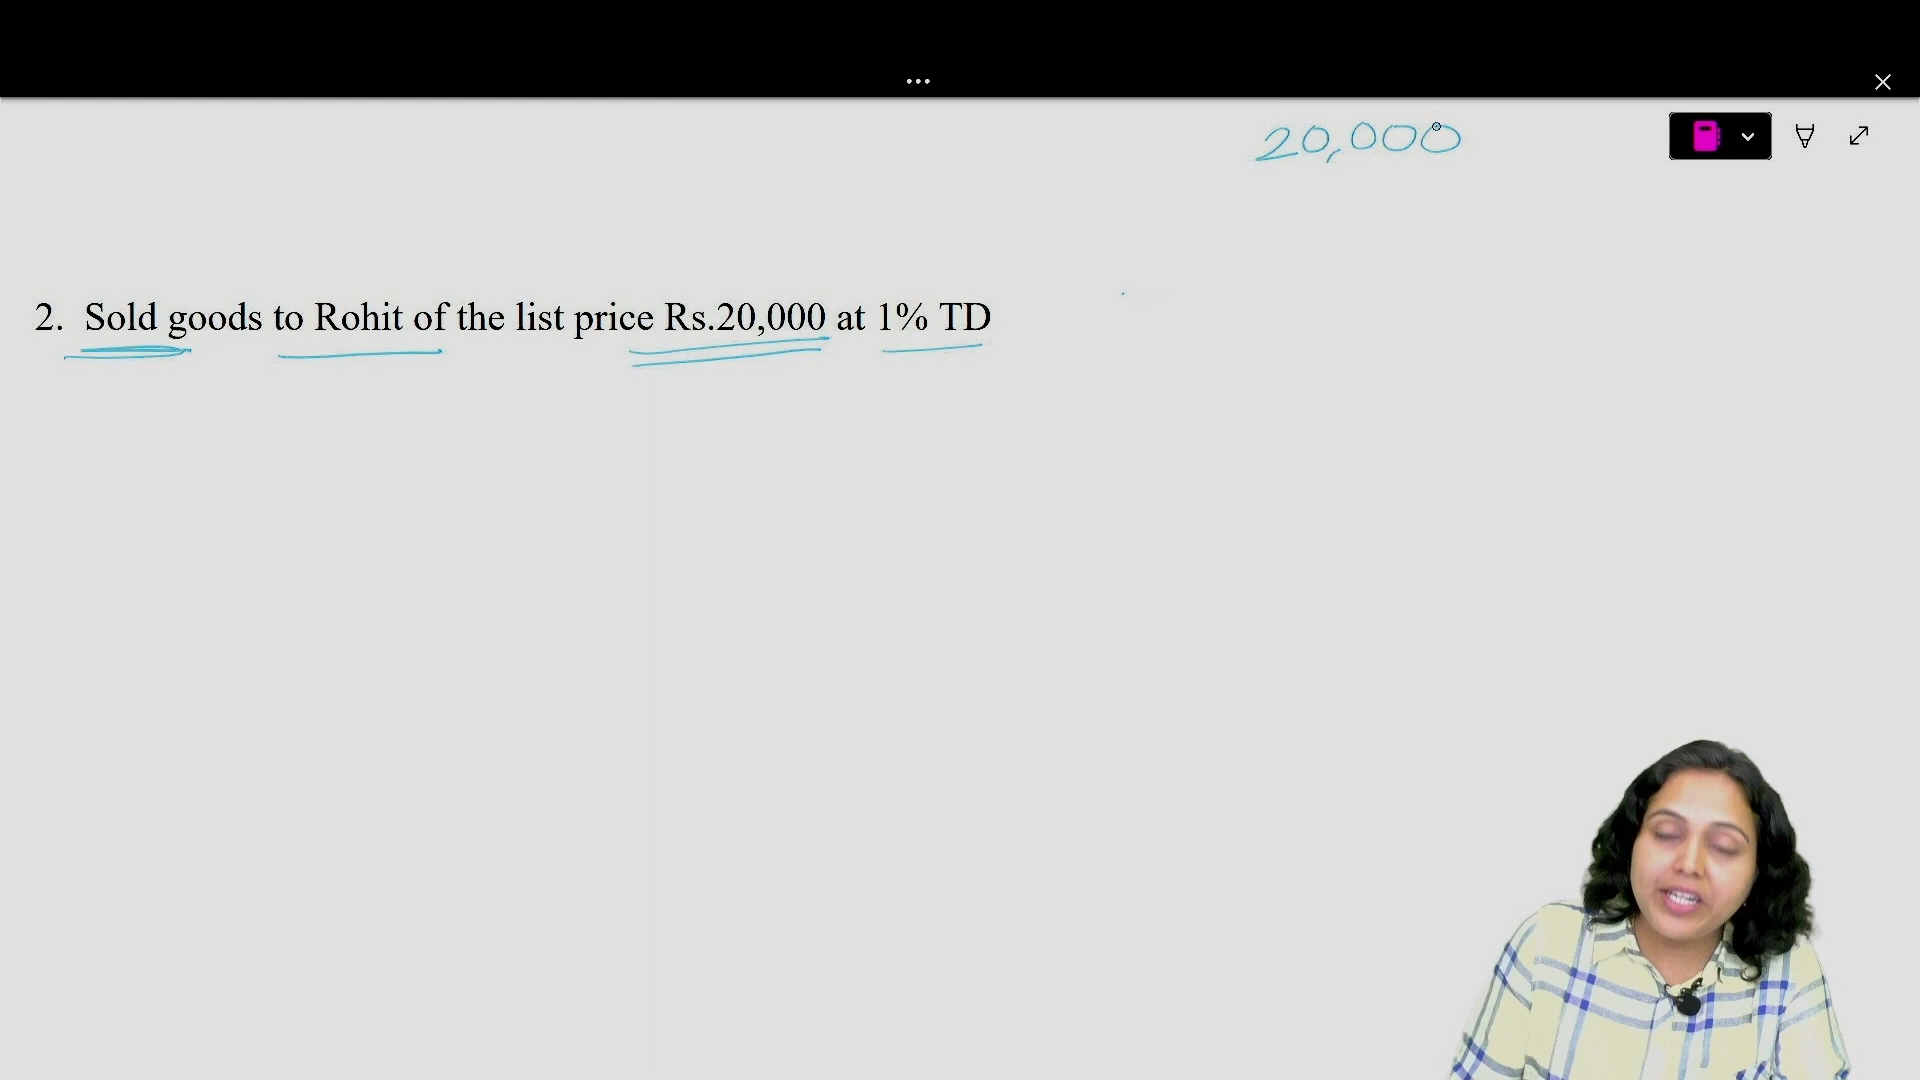 20,000
2. Sold goods to Rohit of the list price Rs.20,000 at 1% TD